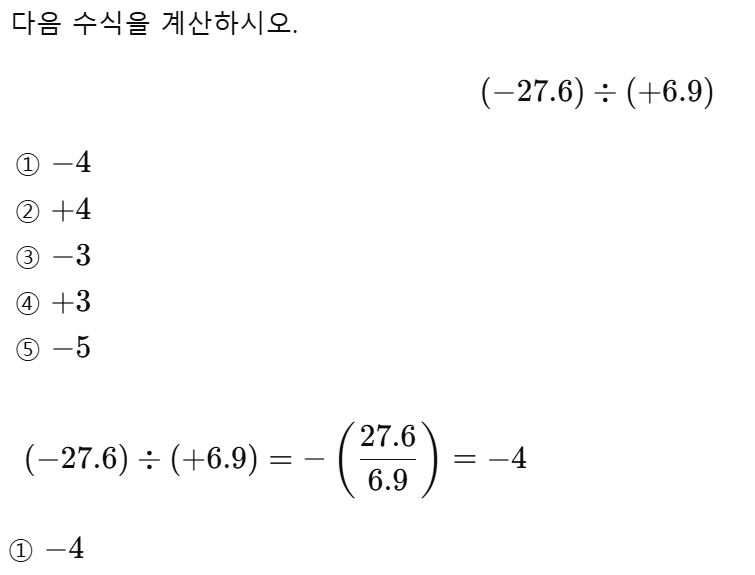 다음 수식을 계산하시오.
(−27.6) ÷ (+6.9)
① −4
② +4
③ −3
④ +3
⑤ −5
(−27.6) ÷ (+6.9) = −(27.6/6.9) = −4
① −4